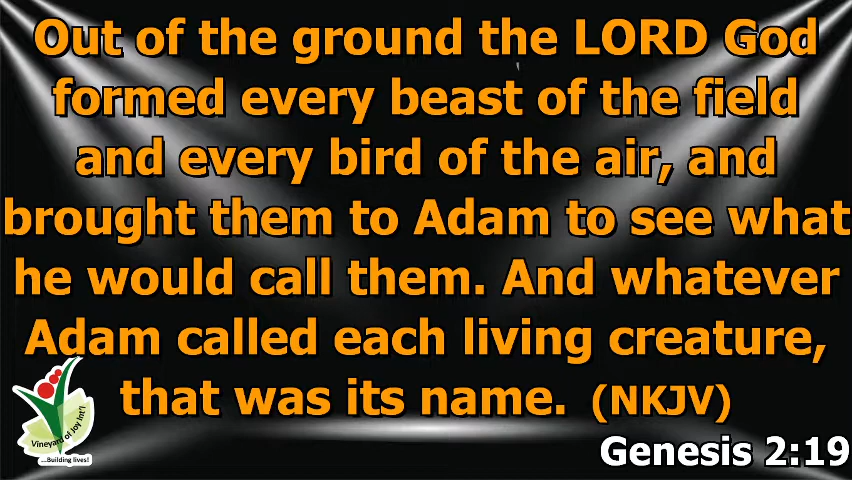 Out of the ground the LORD God
formed every beast of the field
and every bird of the air, and
brought them to Adam to see what
he would call them. And whatever
Adam called each living creature,
that was its name. (NKJV)
Genesis 2:19
Vineyard of Joy Int'l
...Building lives!